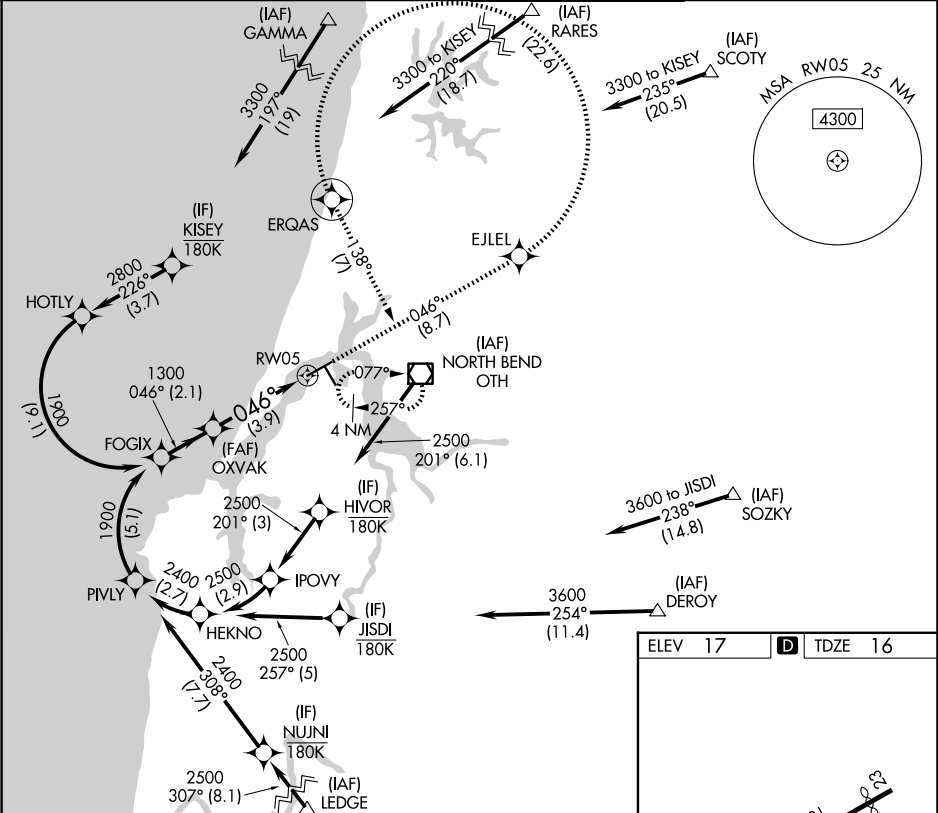 (IAF)
GAMMA
3300
197°
(19)
3300 to KISEY
220°
(18.7)
(IAF)
RARES
(22.6)
3300 to KISEY
235°
(20.5)
(IAF)
SCOTY
MSA RW05 25 NM
4300
(IF)
KISEY
180K
ERQAS
138°
(7)
EJLEL
2800
226°
(3.7)
HOTLY
046°
(8.7)
RW05
(IAF)
NORTH BEND
OTH
077°
257°
4 NM
1300
046° (2.1)
046°
(3.9)
1900
(9.1)
FOGIX
(FAF)
OXVAK
2500
201° (6.1)
(IF)
HIVOR
180K
2500
201° (3)
3600 to JISDI
238°
(14.8)
(IAF)
SOZKY
1900
(5.1)
PIVLY
2400
(2.7)
2500
(2.9)
IPOVY
HEKNO
(IF)
JISDI
180K
2500
257° (5)
3600
254°
(11.4)
(IAF)
DEROY
2400
308°
(7.7)
(IF)
NUJNI
180K
2500
307° (8.1)
(IAF)
LEDGE
ELEV 17
D
TDZE 16
23